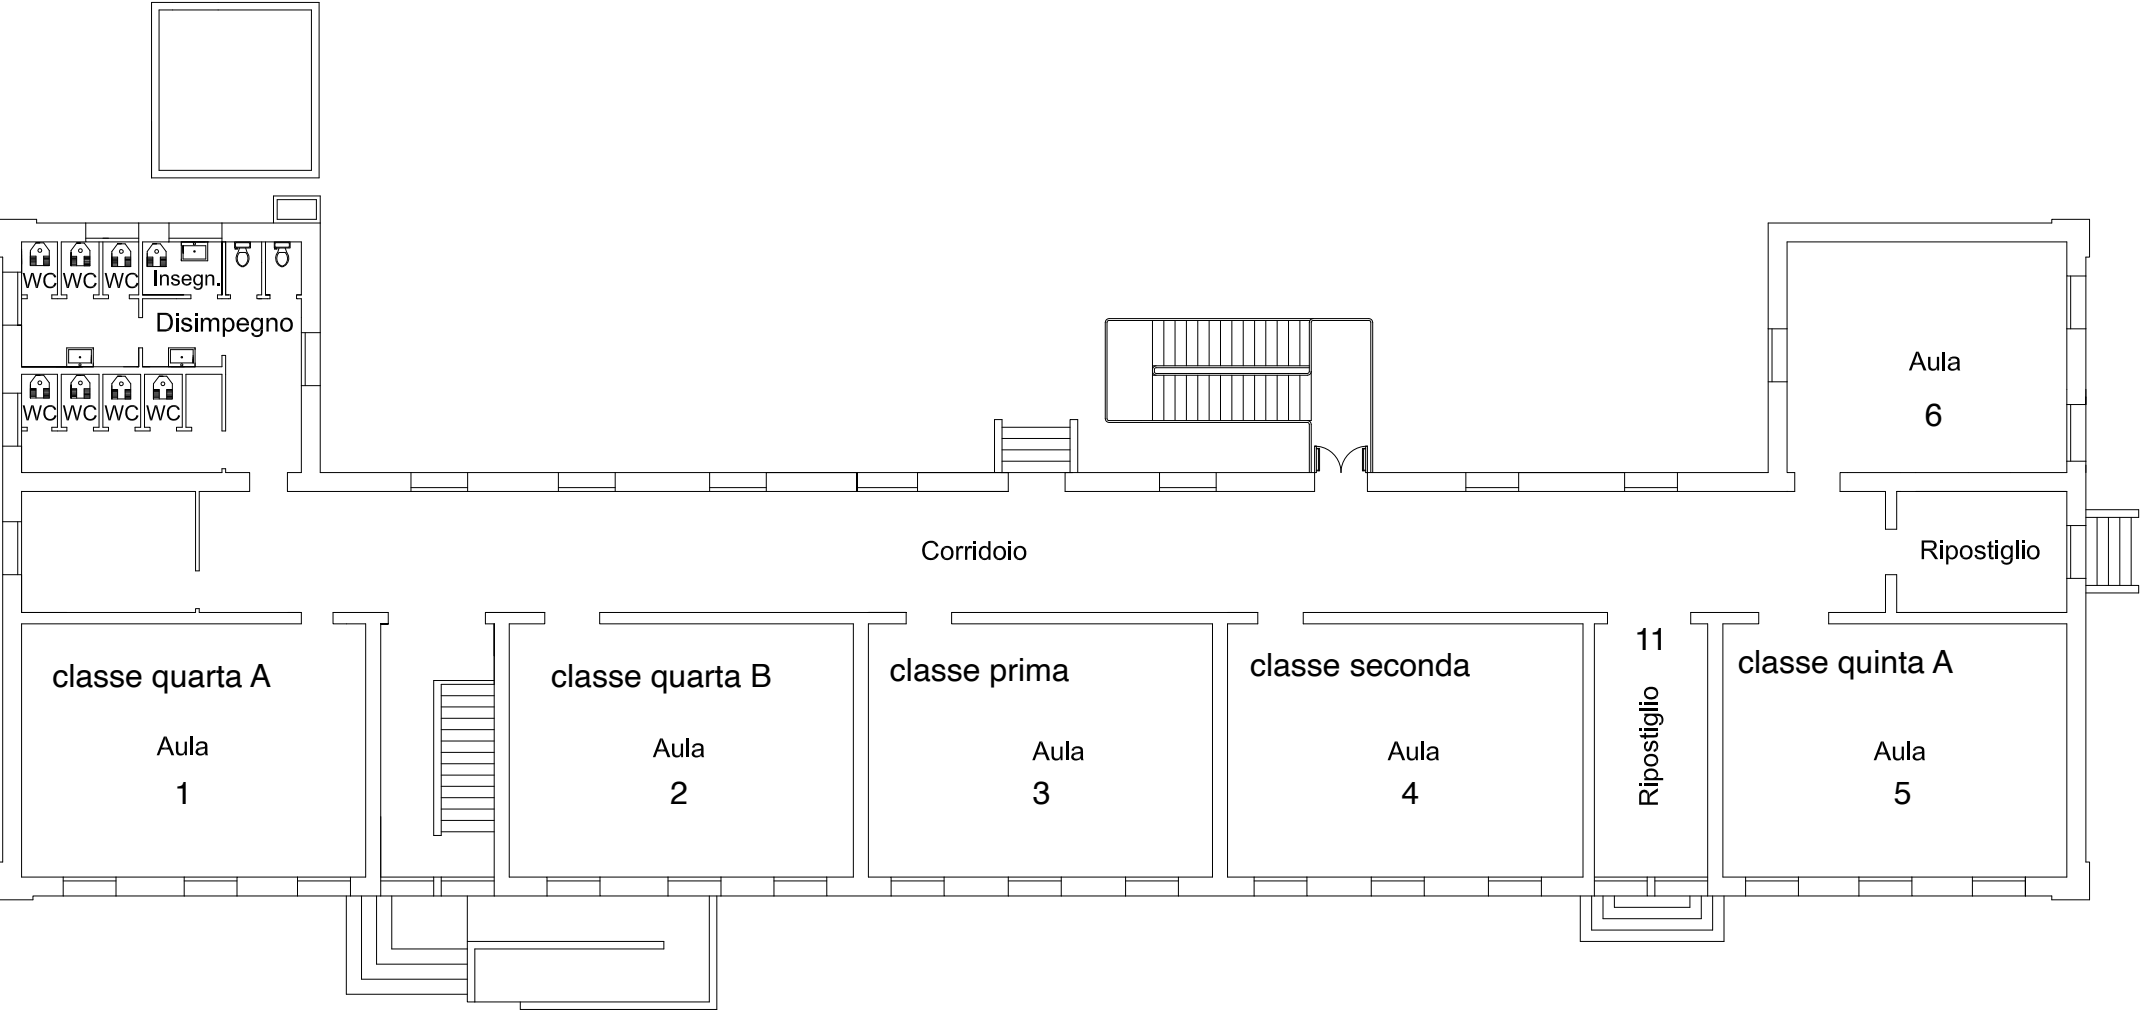 WC WC WC Insegn.
Disimpegno
WC WC WC WC
Aula
6
Corridoio
Ripostiglio
classe quarta A
Aula
1
classe quarta B
Aula
2
classe prima
Aula
3
classe seconda
Aula
4
11
Ripostiglio
classe quinta A
Aula
5